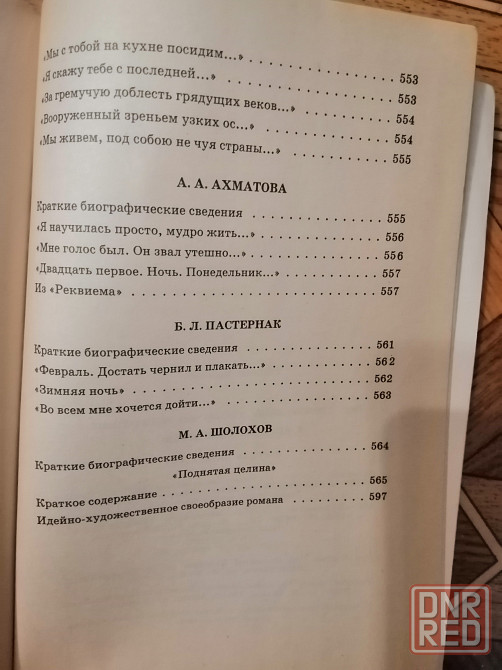 «Мы с тобой на кухне посидим...» . . . . . . . . . . . . . . . . 553
«Я скажу тебе с последней...» . . . . . . . . . . . . . . . . . . 553
«За гремучую доблесть грядущих веков...» . . . . . . . . 554
«Вооруженный зреньем узких ос...» . . . . . . . . . . . . . 554
«Мы живем, под собою не чуя страны...» . . . . . . . . . . 555
А. А. АХМАТОВА
Краткие биографические сведения . . . . . . . . . . . . 555
«Я научилась просто, мудро жить...» . . . . . . . . . . . 556
«Мне голос был. Он звал утешно...» . . . . . . . . . . . . 556
«Двадцать первое. Ночь. Понедельник...» . . . . . . . . 557
Из «Реквиема» . . . . . . . . . . . . . . . . . . . . . . . . 557
Б. Л. ПАСТЕРНАК
Краткие биографические сведения . . . . . . . . . . . . 561
«Февраль. Достать чернил и плакать...» . . . . . . . . . 562
«Зимняя ночь» . . . . . . . . . . . . . . . . . . . . . . . . 562
«Во всем мне хочется дойти...» . . . . . . . . . . . . . . 563
М. А. ШОЛОХОВ
Краткие биографические сведения . . . . . . . . . . . . 564
«Поднятая целина»
Краткое содержание . . . . . . . . . . . . . . . . . . . . 565
Идейно-художественное своеобразие романа . . . . . . . 597
DNR
RED